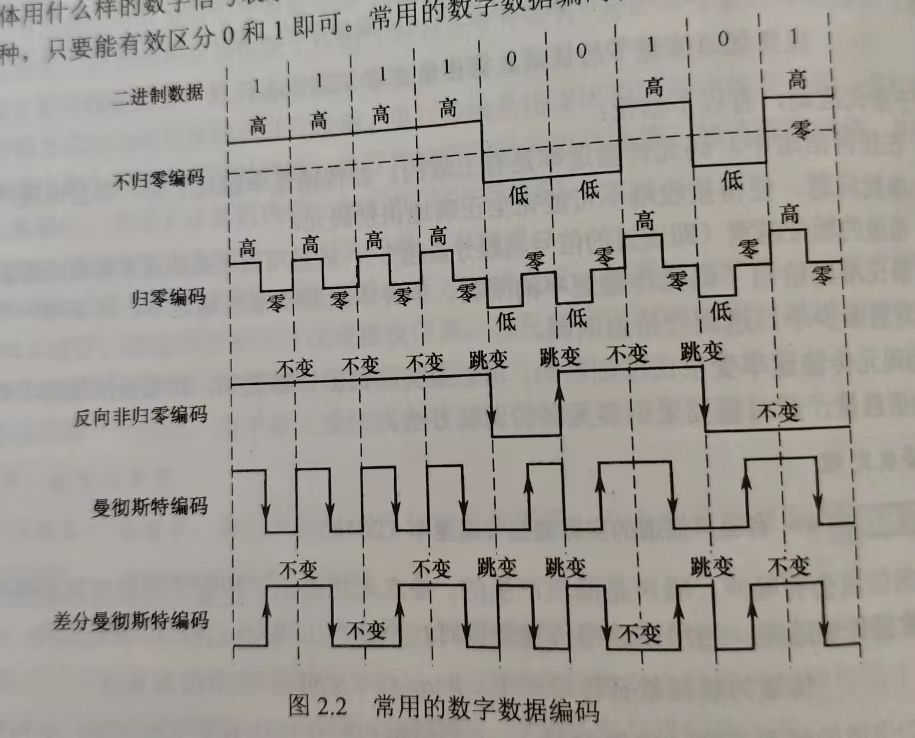 体用什么样的数字信号表
种，只要能有效区分 0 和 1 即可。常用的数字数据编码
二进制数据 1 1 1 1 0 0 1 0 1
高 高 高 高 高 高
不归零编码 零
低 低 低
高 高 高 高 零 零 高 零 高
归零编码 零 零 零 零 低 低 零 低 零
不变 不变 不变 跳变 跳变 不变 跳变
反向非归零编码 不变
曼彻斯特编码
不变 不变 跳变 跳变 跳变 不变
差分曼彻斯特编码 不变 不变
图 2.2 常用的数字数据编码